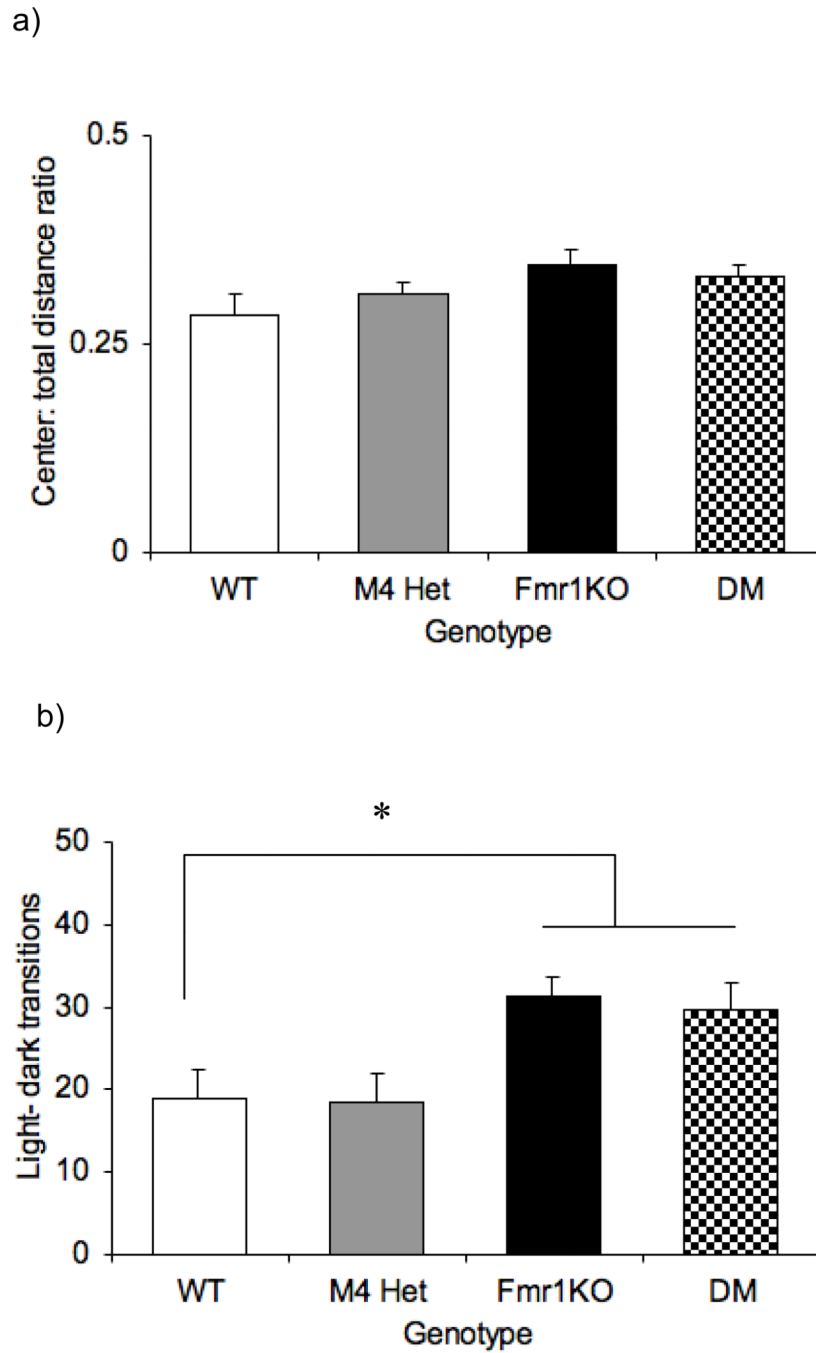 a)
Center: total distance ratio
0.5
0.25
0
WT M4 Het Fmr1KO DM
Genotype
b)
*
Light- dark transitions
50
40
30
20
10
0
WT M4 Het Fmr1KO DM
Genotype